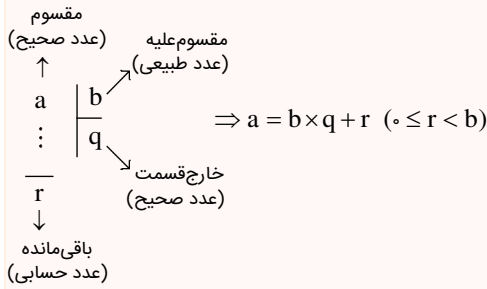 مقسوم
(عدد صحیح)
مقسوم‌علیه
(عدد طبیعی)
a b
⋮ q
⇒ a = b × q + r (۰ ≤ r < b)
خارج‌قسمت
(عدد صحیح)
r
باقی‌مانده
(عدد حسابی)